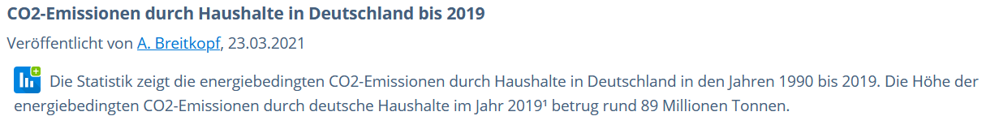 CO2-Emissionen durch Haushalte in Deutschland bis 2019
Veröffentlicht von A. Breitkopf, 23.03.2021
Die Statistik zeigt die energiebedingten CO2-Emissionen durch Haushalte in Deutschland in den Jahren 1990 bis 2019. Die Höhe der
energiebedingten CO2-Emissionen durch deutsche Haushalte im Jahr 2019¹ betrug rund 89 Millionen Tonnen.